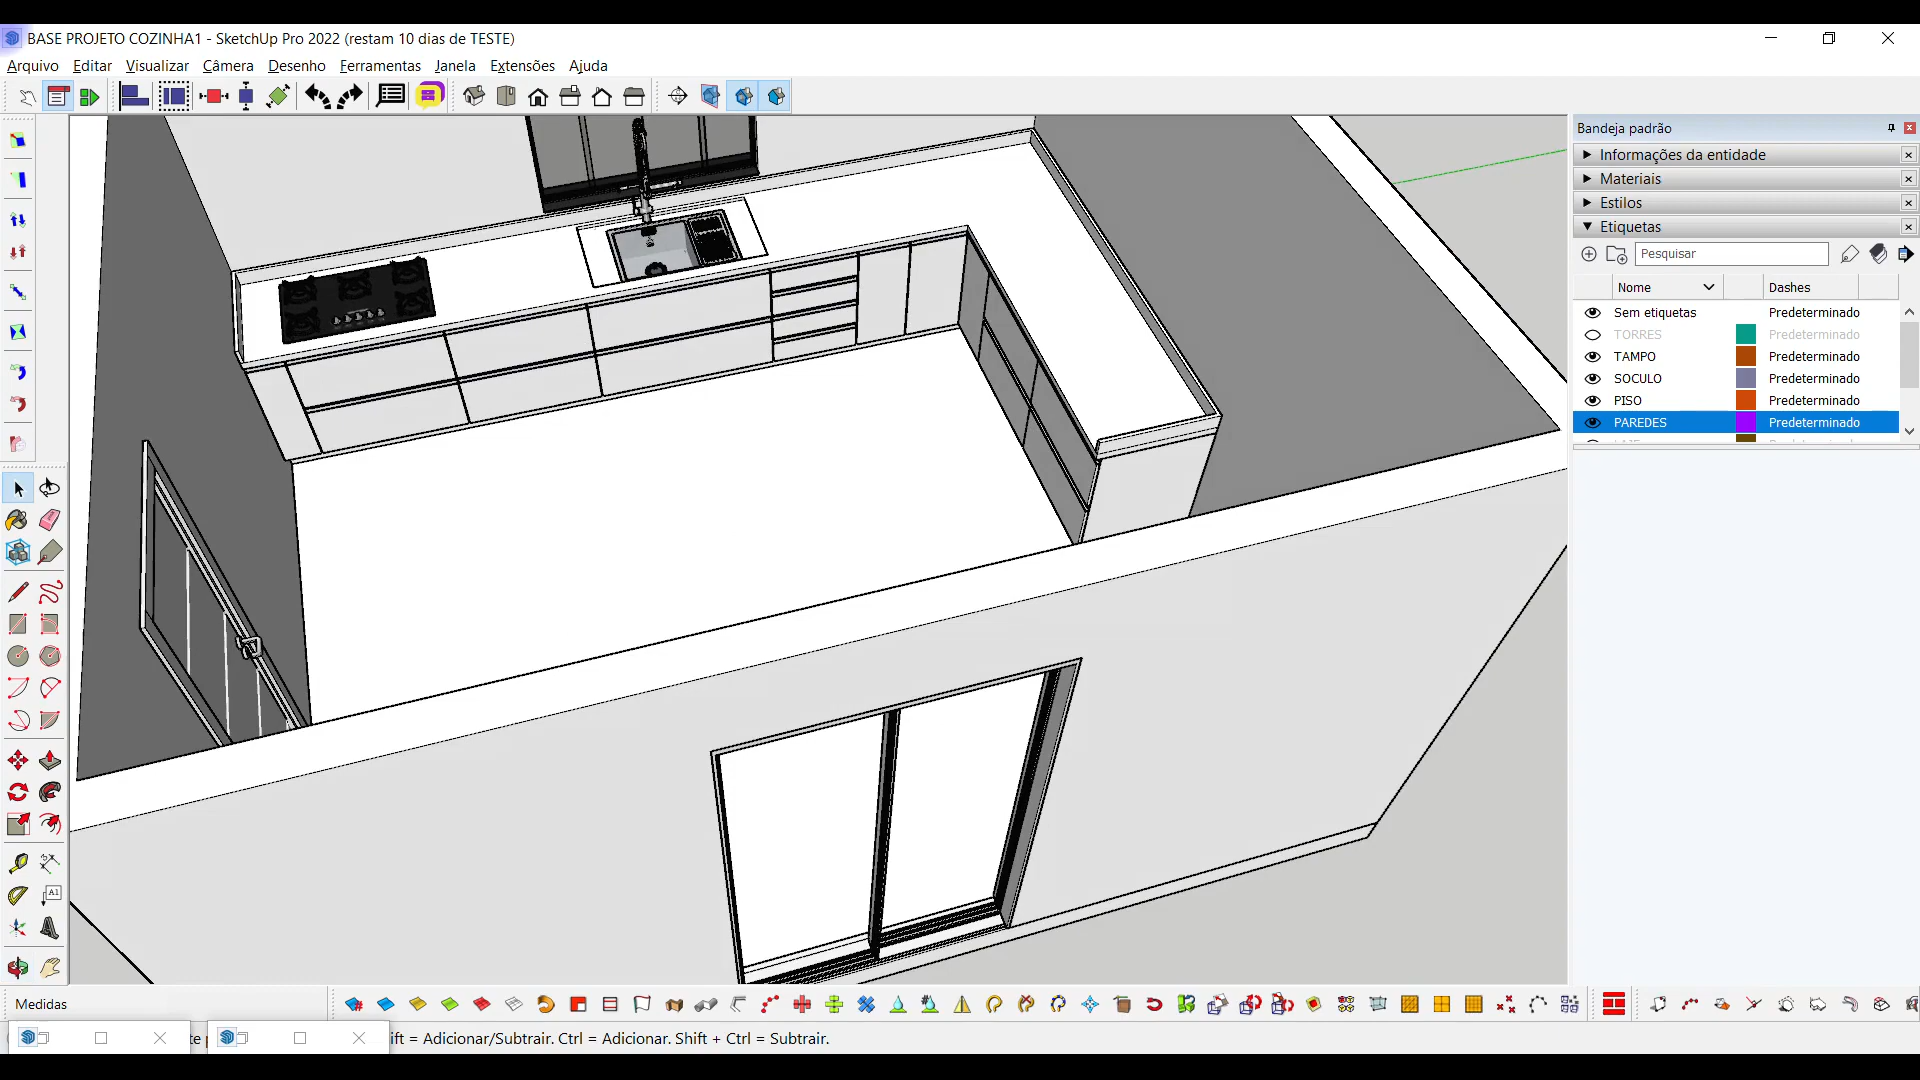 BASE PROJETO COZINHA1 - SketchUp Pro 2022 (restam 10 dias de TESTE)
Arquivo Editar Visualizar Câmera Desenho Ferramentas Janela Extensões Ajuda
Bandeja padrão
Informações da entidade
Materiais
Estilos
Etiquetas
Pesquisar
Nome Dashes
Sem etiquetas Predeterminado
TORRES Predeterminado
TAMPO Predeterminado
SOCULO Predeterminado
PISO Predeterminado
PAREDES Predeterminado
A1
Medidas
ift = Adicionar/Subtrair. Ctrl = Adicionar. Shift + Ctrl = Subtrair.